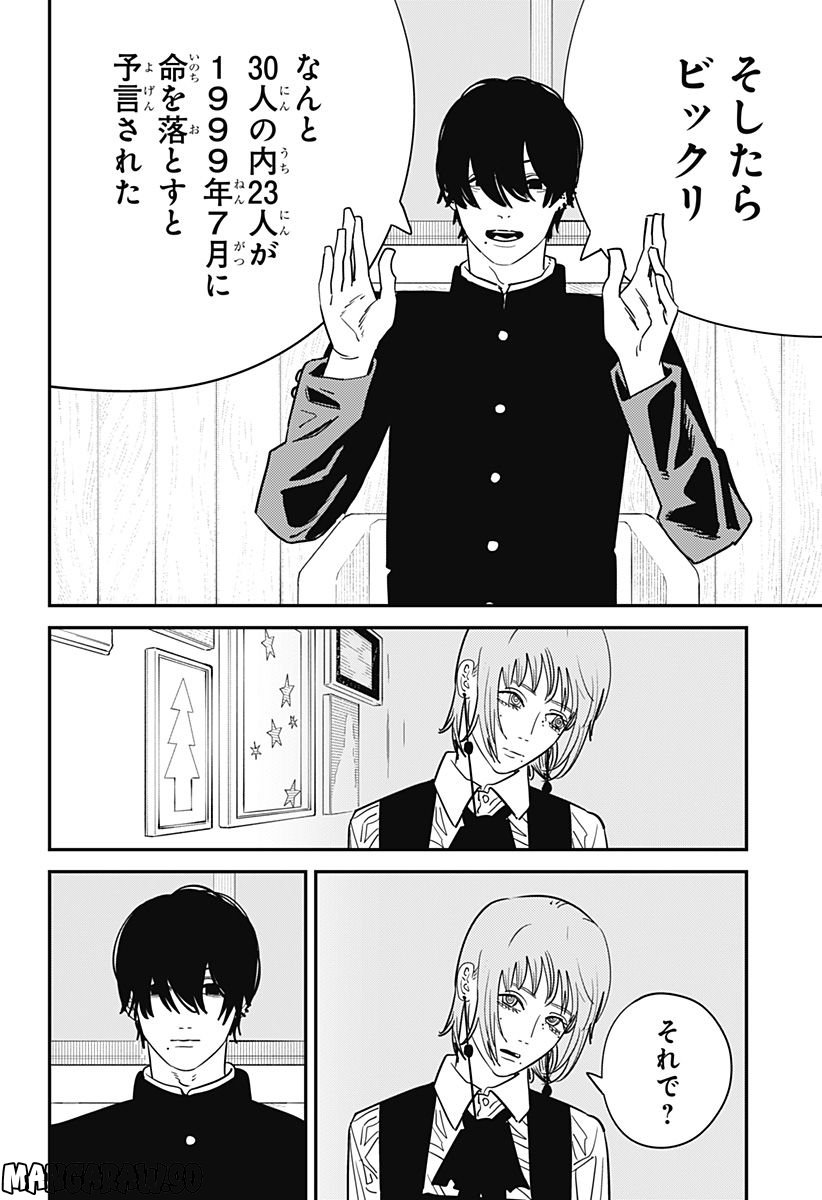 そしたら
ビックリ
なんと
30人の内23人が
1999年7月に
命を落とすと
予言された
それで？
MANGARAW.SO